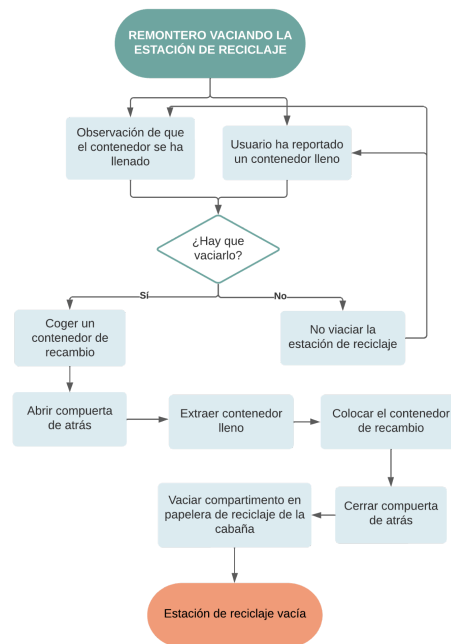 REMONTERO VACIANDO LA
ESTACIÓN DE RECICLAJE
Observación de que
el contenedor se ha
llenado
Usuario ha reportado
un contenedor lleno
¿Hay que
vaciarlo?
Sí
No
Coger un
contenedor de
recambio
No viaciar la
estación de reciclaje
Abrir compuerta
de atrás
Extraer contenedor
lleno
Colocar el contenedor
de recambio
Vaciar compartimento en
papelera de reciclaje de la
cabaña
Cerrar compuerta
de atrás
Estación de reciclaje vacía